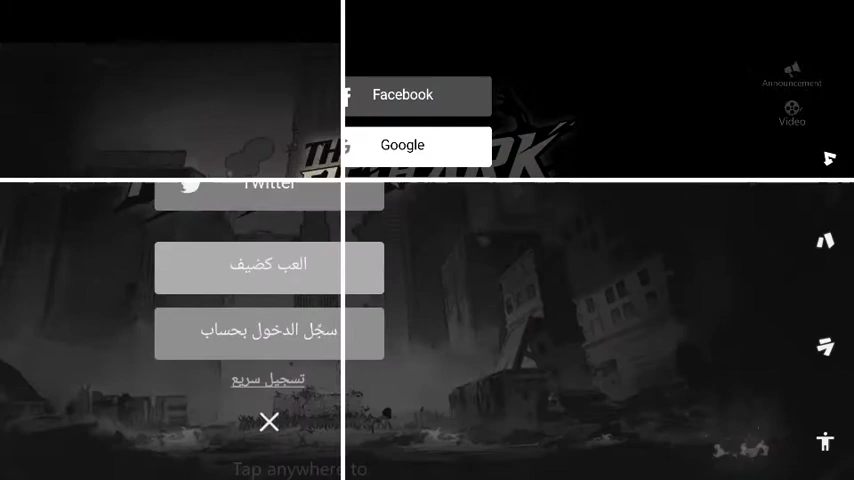 Facebook
Announcement
Google
Video
Twitter
العب كضيف
سجّل الدخول بحساب
تسجيل سريع
Tap anywhere to